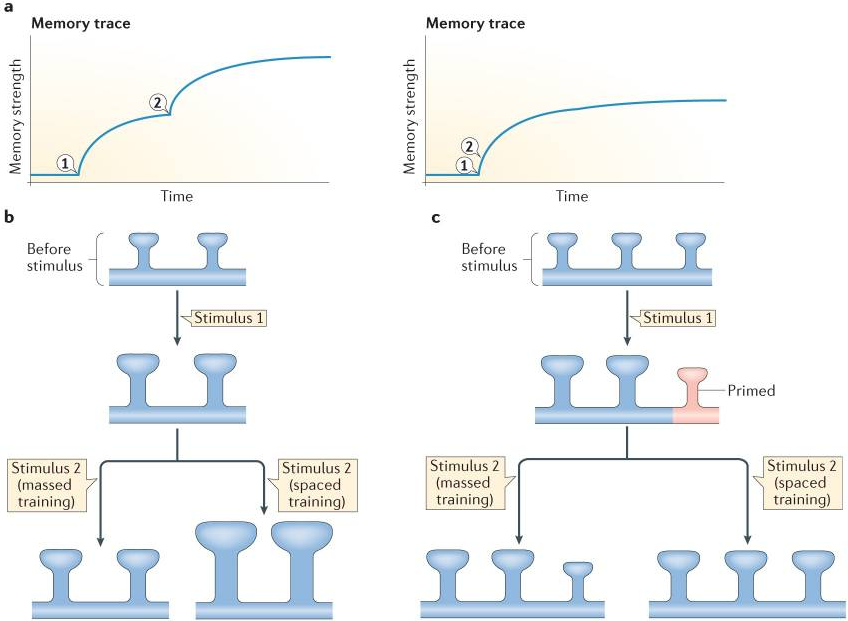 a
Memory trace
Memory strength
1
2
Time
Memory trace
Memory strength
2
1
Time
b
Before
stimulus
Stimulus 1
Stimulus 2
(massed
training)
Stimulus 2
(spaced
training)
c
Before
stimulus
Stimulus 1
Primed
Stimulus 2
(massed
training)
Stimulus 2
(spaced
training)